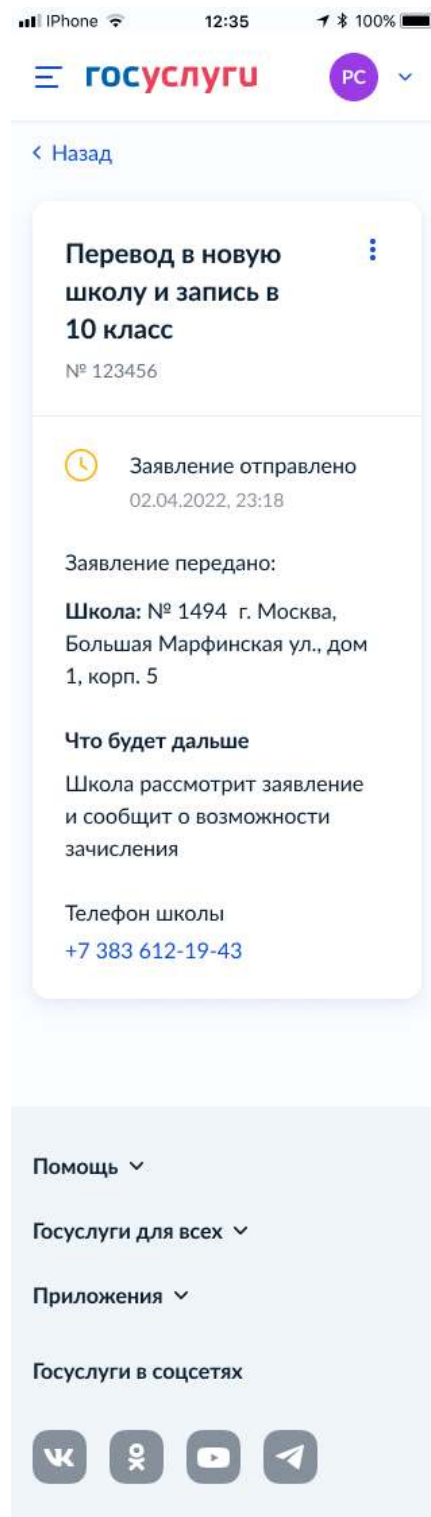 IPhone 12:35 100%
госуслуги РС
Назад
Перевод в новую
школу и запись в
10 класс
№ 123456
Заявление отправлено
02.04.2022, 23:18
Заявление передано:
Школа: № 1494 г. Москва,
Большая Марфинская ул., дом
1, корп. 5
Что будет дальше
Школа рассмотрит заявление
и сообщит о возможности
зачисления
Телефон школы
+7 383 612-19-43
Помощь
Госуслуги для всех
Приложения
Госуслуги в соцсетях